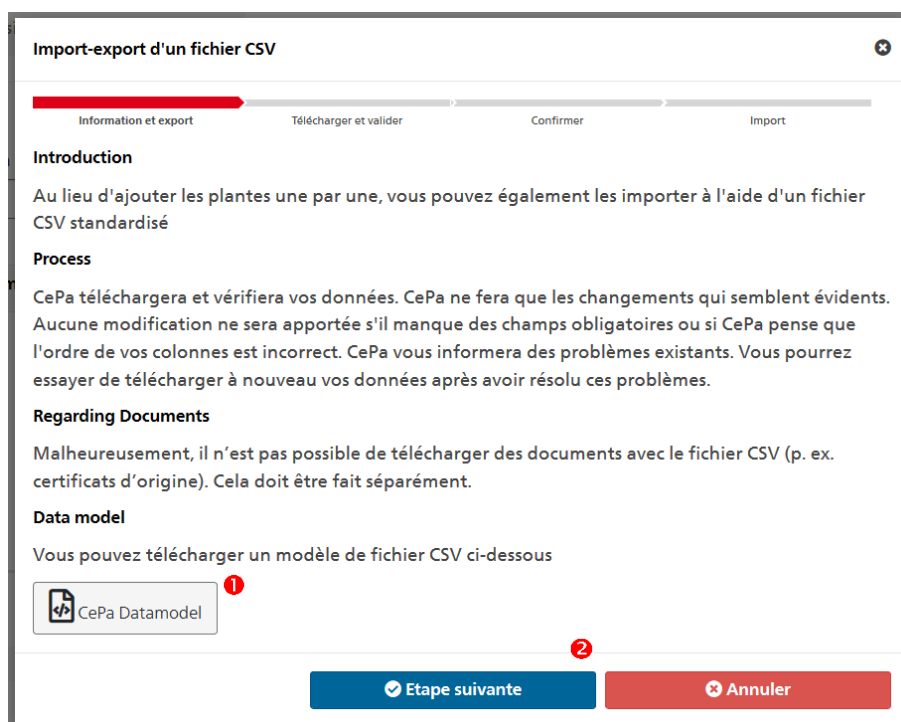 Import-export d'un fichier CSV
Information et export
Télécharger et valider
Confirmer
Import
Introduction
Au lieu d'ajouter les plantes une par une, vous pouvez également les importer à l'aide d'un fichier
CSV standardisé
Process
CePa téléchargera et vérifiera vos données. CePa ne fera que les changements qui semblent évidents.
Aucune modification ne sera apportée s'il manque des champs obligatoires ou si CePa pense que
l'ordre de vos colonnes est incorrect. CePa vous informera des problèmes existants. Vous pourrez
essayer de télécharger à nouveau vos données après avoir résolu ces problèmes.
Regarding Documents
Malheureusement, il n’est pas possible de télécharger des documents avec le fichier CSV (p. ex.
certificats d’origine). Cela doit être fait séparément.
Data model
Vous pouvez télécharger un modèle de fichier CSV ci-dessous
1
CePa Datamodel
2
Etape suivante
Annuler